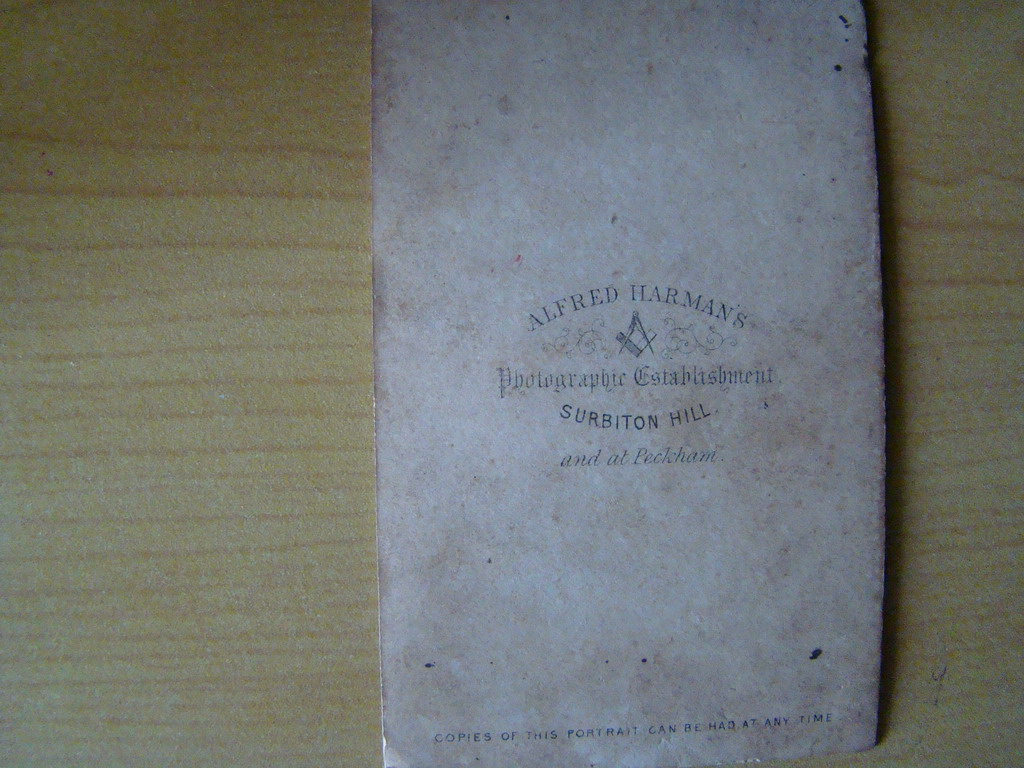 ALFRED HARMAN'S
Photographic Establishment.
SURBITON HILL.
and at Peckham.
COPIES OF THIS PORTRAIT CAN BE HAD AT ANY TIME